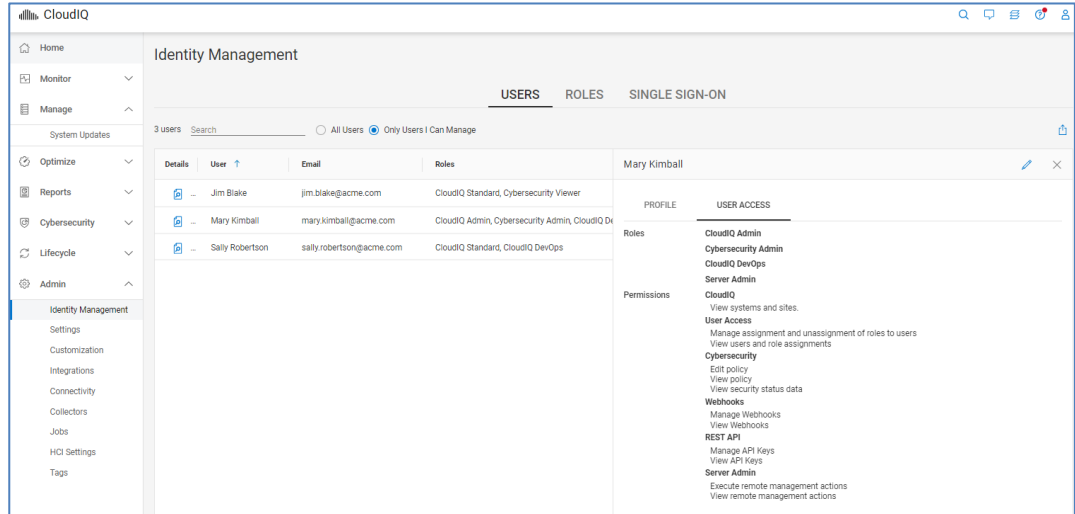 CloudIQ
Home
Monitor
Manage
System Updates
Optimize
Reports
Cybersecurity
Lifecycle
Admin
Identity Management
Settings
Customization
Integrations
Connectivity
Collectors
Jobs
HCI Settings
Tags
Identity Management
USERS ROLES SINGLE SIGN-ON
3 users Search All Users Only Users I Can Manage
Details User Email Roles
... Jim Blake jim.blake@acme.com CloudIQ Standard, Cybersecurity Viewer
... Mary Kimball mary.kimball@acme.com CloudIQ Admin, Cybersecurity Admin, CloudIQ De
... Sally Robertson sally.robertson@acme.com CloudIQ Standard, CloudIQ DevOps
Mary Kimball
PROFILE USER ACCESS
Roles CloudIQ Admin
Cybersecurity Admin
CloudIQ DevOps
Server Admin
Permissions CloudIQ
View systems and sites.
User Access
Manage assignment and unassignment of roles to users
View users and role assignments
Cybersecurity
Edit policy
View policy
View security status data
Webhooks
Manage Webhooks
View Webhooks
REST API
Manage API Keys
View API Keys
Server Admin
Execute remote management actions
View remote management actions